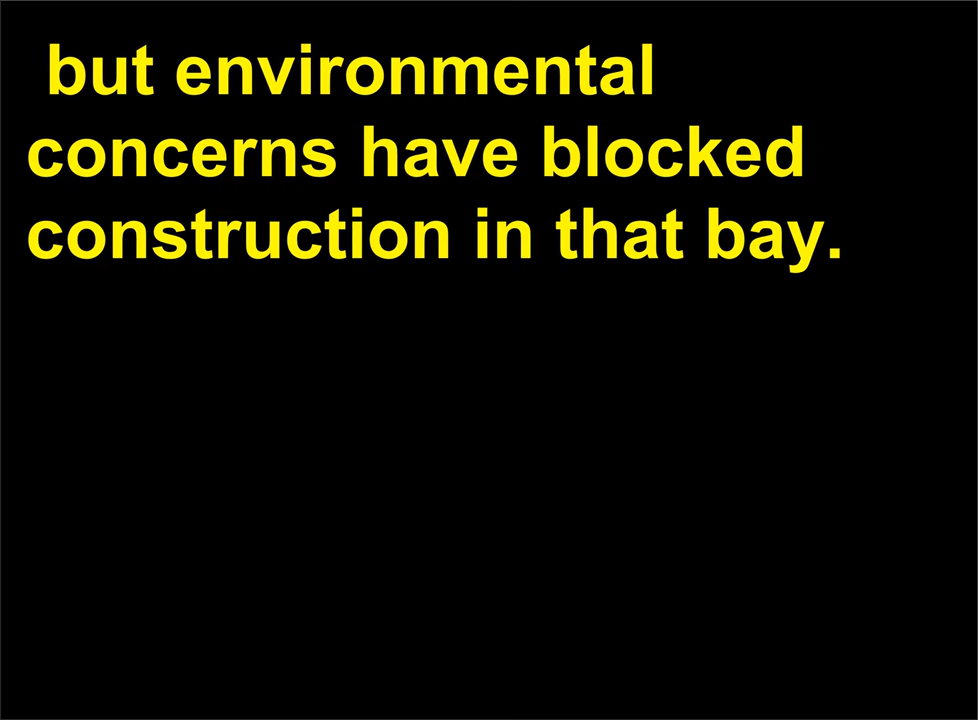 but environmental
concerns have blocked
construction in that bay.